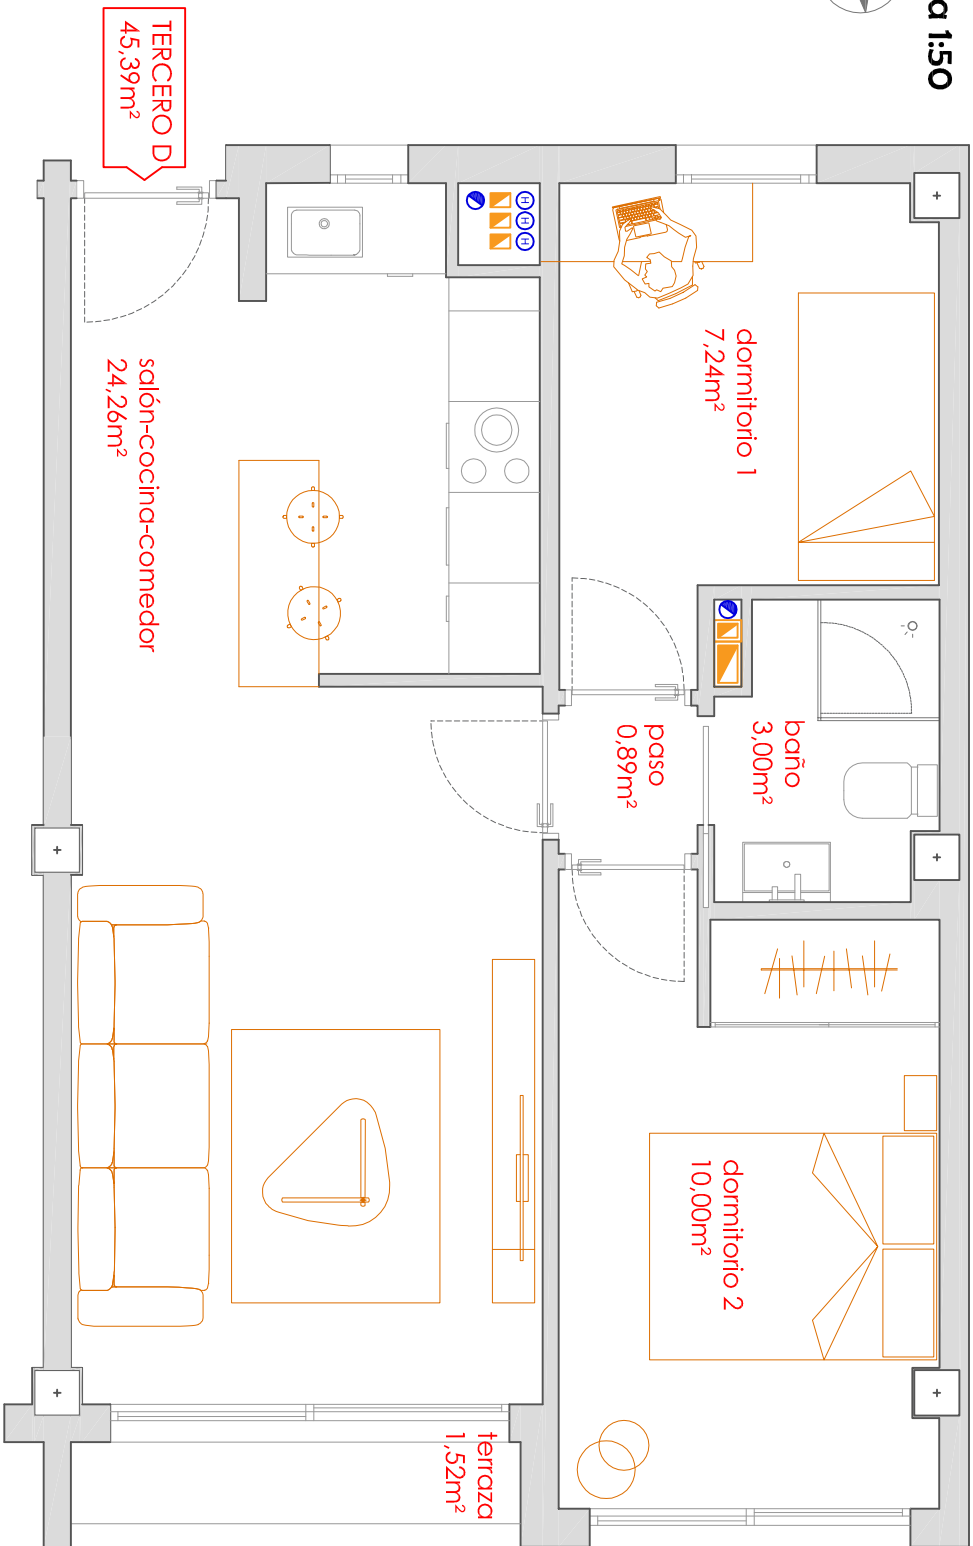 a 1:50
TERCERO D
45,39m²
salón-cocina-comedor
24,26m²
H
H
H
dormitorio 1
7,24m²
paso
0,89m²
baño
3,00m²
dormitorio 2
10,00m²
terraza
1,52m²